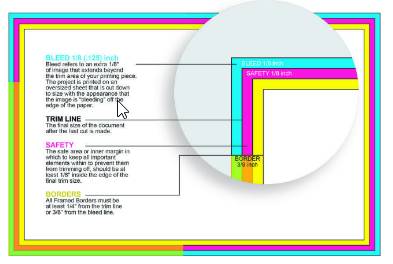 BLEED 1/8 (.125) inch
Bleed refers to an extra 1/8"
of image that extends beyond
the trim area of your printing piece.
The project is printed on an
oversized sheet that is cut down
to size with the appearance that
the image is "bleeding" off the
edge of the paper.
TRIM LINE
The final size of the document
after the last cut is made.
SAFETY
The safe area or inner margin in
which to keep all important
elements within to prevent them
from trimming off, should be at
least 1/8" inside the edge of the
final trim size.
BORDERS
All Framed Borders must be
at least 1/4" from the trim line
or 3/8" from the bleed line.
BLEED 1/8 inch
SAFETY 1/8 inch
BORDER
3/8 inch